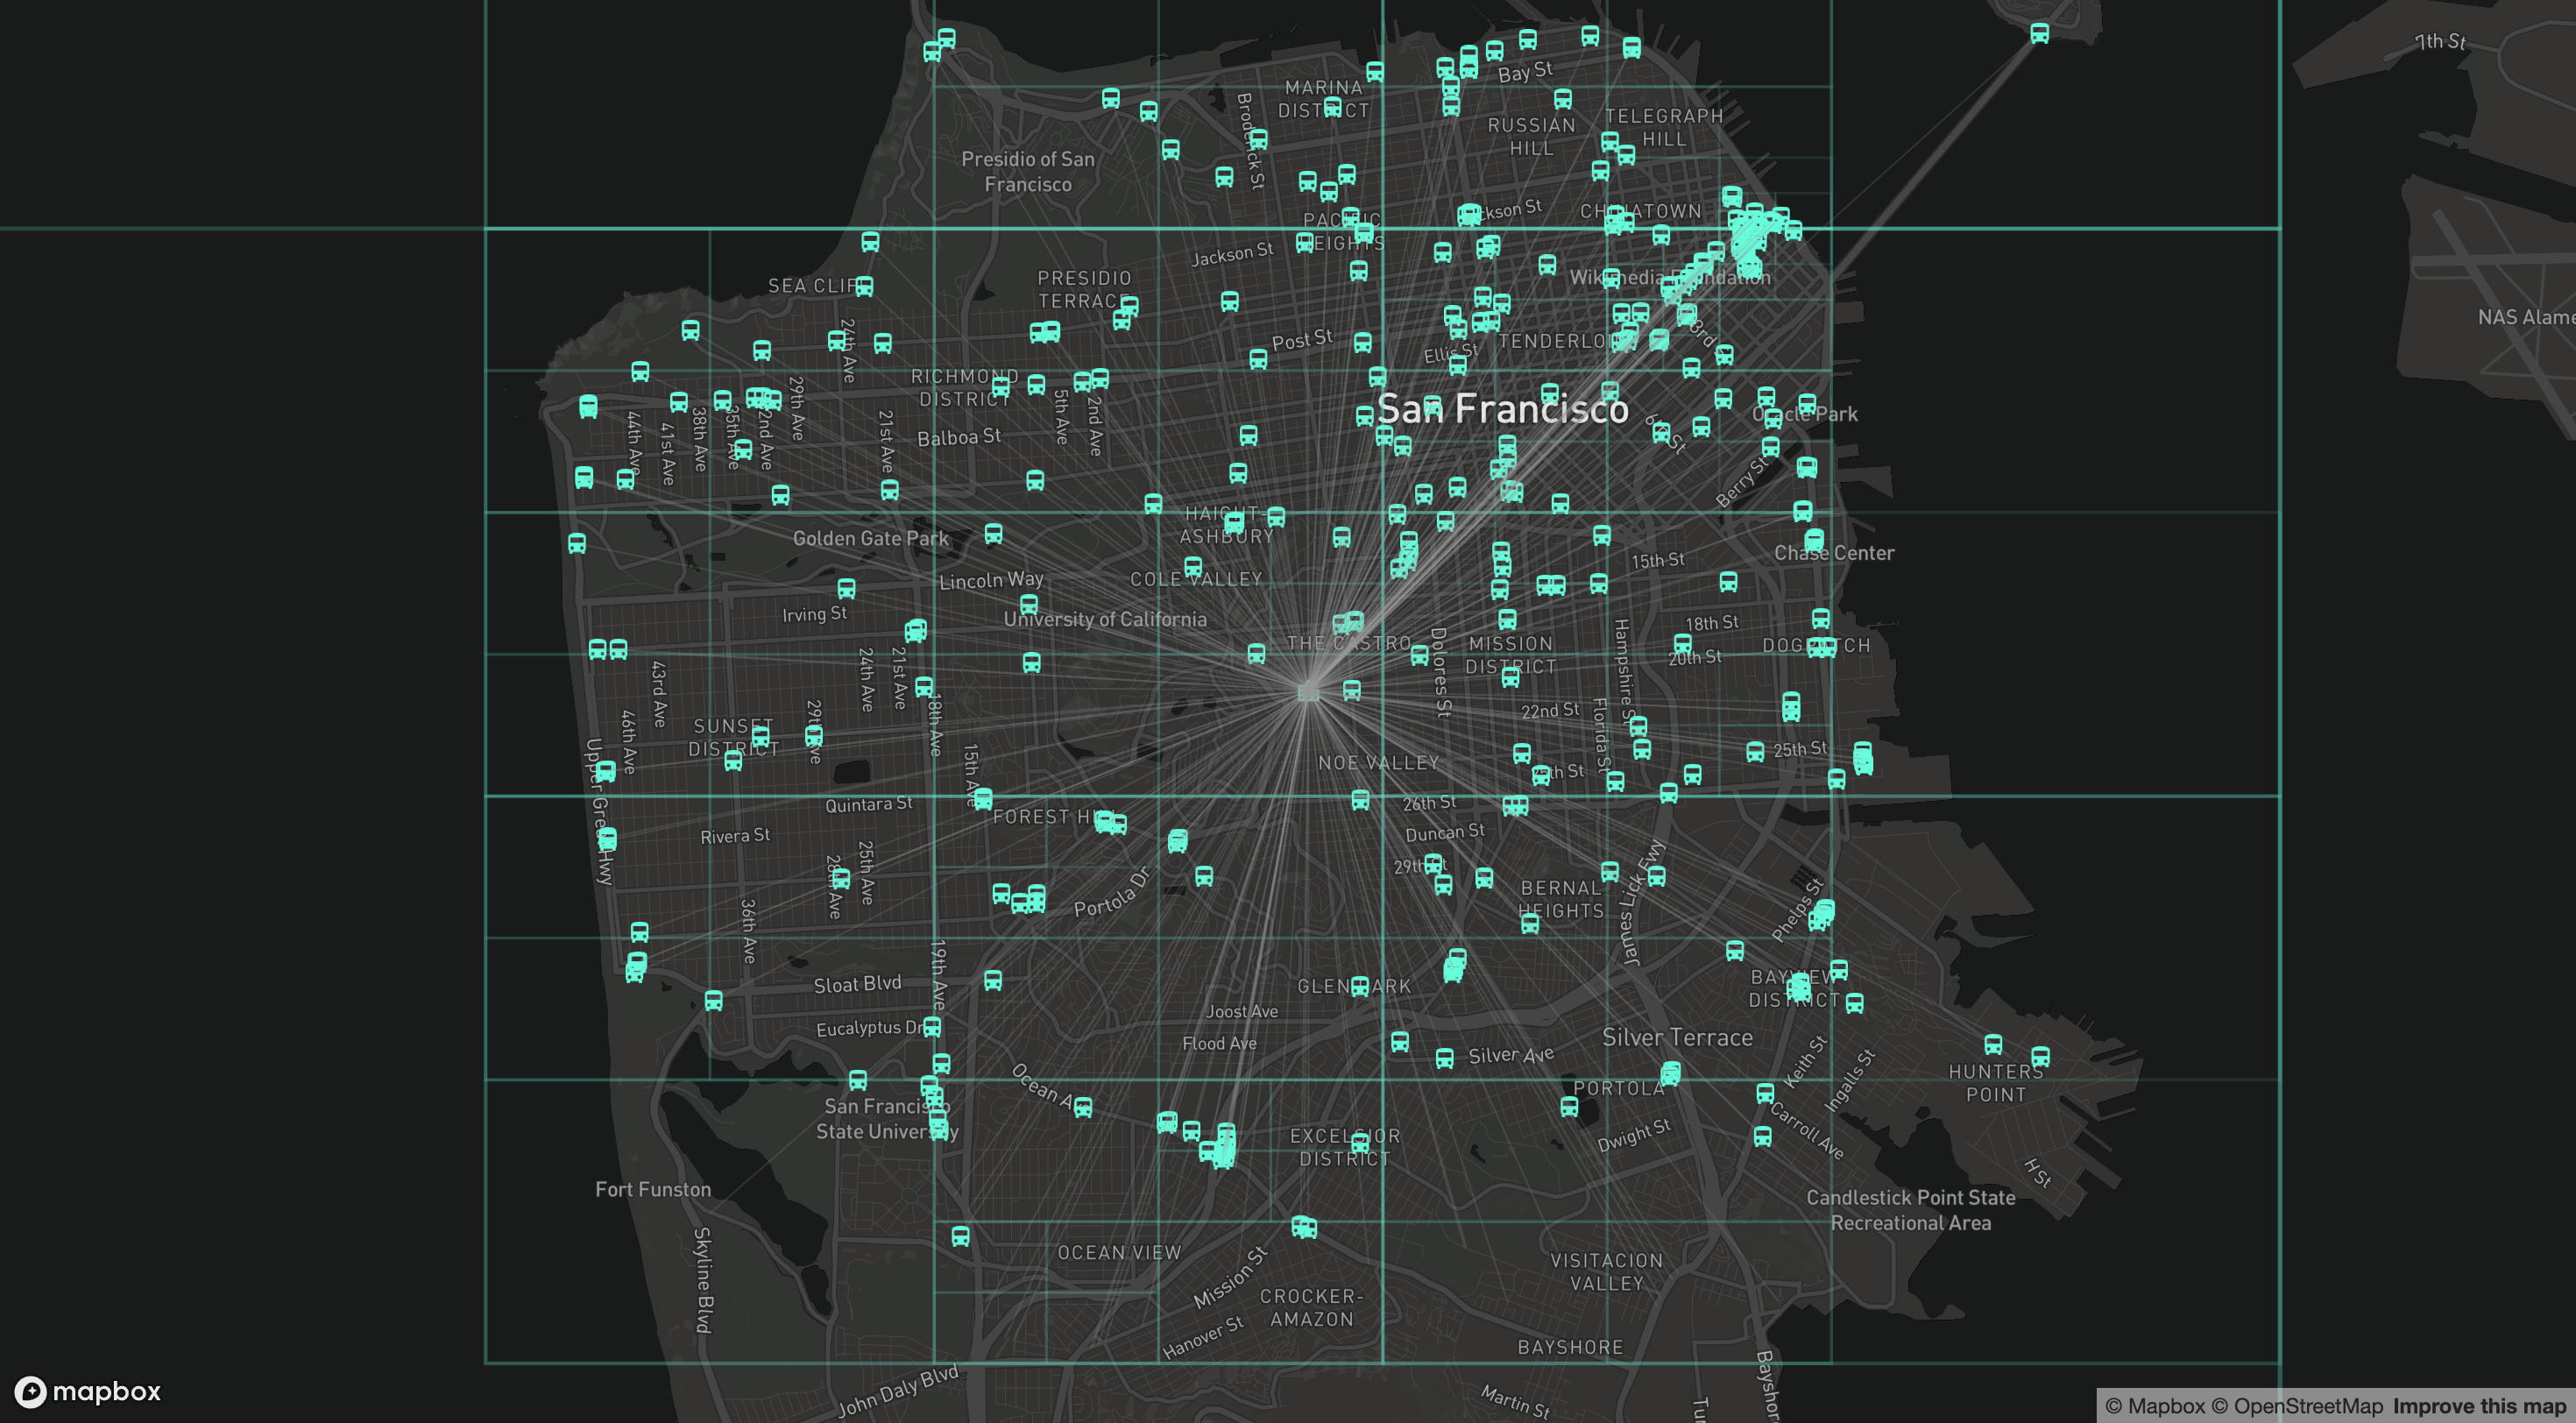 7th St
MARINA
DISTRICT
Bay St
Broderick St
RUSSIAN
HILL
TELEGRAPH
HILL
Presidio of San
Francisco
PACIFIC
HEIGHTS
CHINATOWN
Jackson St
SEA CLIFF
PRESIDIO
TERRACE
Wikimedia Foundation
NAS Alame
24th Ave
Post St
Ellis St
TENDERLOIN
3rd
RICHMOND
DISTRICT
29th Ave
5th Ave
2nd Ave
San Francisco
Oracle Park
44th Ave
41st Ave
38th Ave
35th Ave
2nd Ave
21st Ave
Balboa St
6th St
Berry St
HAIGHT-
ASHBURY
Golden Gate Park
Chase Center
15th St
Lincoln Way
COLE VALLEY
Irving St
University of California
18th St
THE CASTRO
Dolores St
MISSION
DISTRICT
Hampshire St
20th St
DOGPATCH
43rd Ave
24th Ave
21st Ave
18th Ave
22nd St
Florida St
46th Ave
SUNSET
DISTRICT
29th Ave
15th Ave
25th St
NOE VALLEY
25th St
Upper Great Hwy
Quintara St
FOREST HILL
26th St
Rivera St
Duncan St
28th Ave
25th Ave
29th St
James Lick Fwy
36th Ave
Portola Dr
BERNAL
HEIGHTS
Phelps St
19th Ave
Sloat Blvd
GLEN PARK
BAYVIEW
DISTRICT
Joost Ave
Eucalyptus Dr
Flood Ave
Silver Ave
Silver Terrace
Keith St
Ingalls St
HUNTERS
POINT
Ocean Ave
PORTOLA
San Francisco
State University
Carroll Ave
EXCELSIOR
DISTRICT
Dwight St
H St
Fort Funston
Candlestick Point State
Recreational Area
Skyline Blvd
OCEAN VIEW
Mission St
VISITACION
VALLEY
CROCKER-
AMAZON
Hanover St
BAYSHORE
John Daly Blvd
Martin St
Bayshor
Tu
mapbox
© Mapbox © OpenStreetMap Improve this map